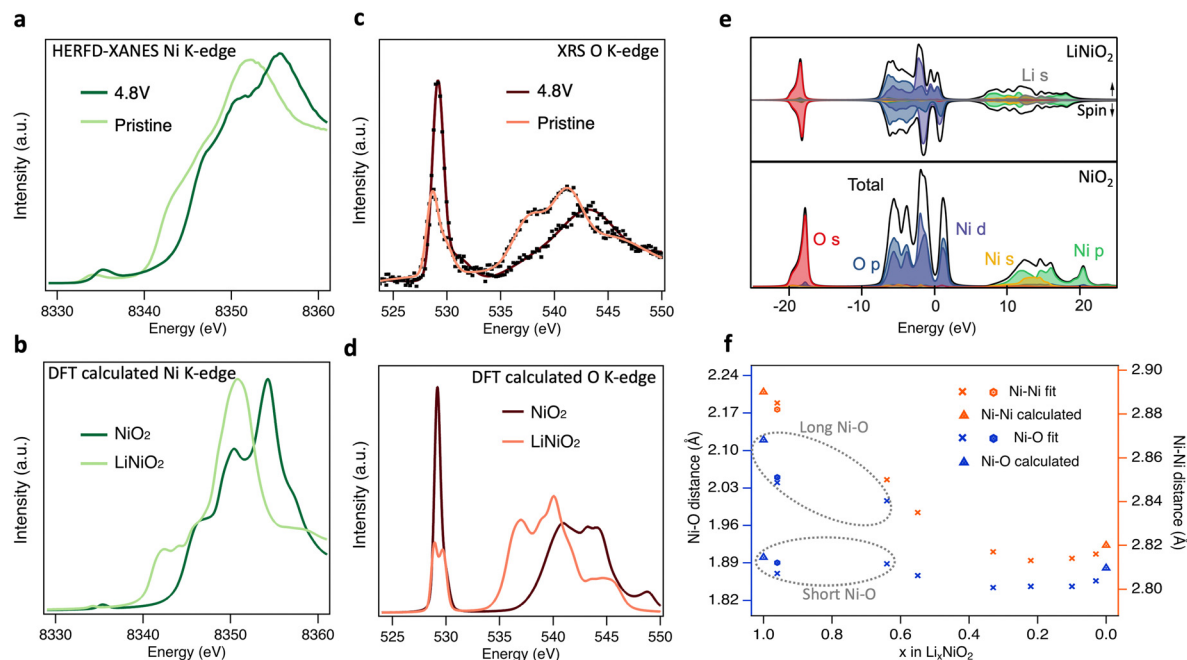 a
HERFD-XANES Ni K-edge
4.8V
Pristine
Intensity (a.u.)
8330 8340 8350 8360
Energy (eV)
b
DFT calculated Ni K-edge
NiO₂
LiNiO₂
Intensity (a.u.)
8330 8340 8350 8360
Energy (eV)
c
XRS O K-edge
4.8V
Pristine
Intensity (a.u.)
525 530 535 540 545 550
Energy (eV)
d
DFT calculated O K-edge
NiO₂
LiNiO₂
Intensity (a.u.)
525 530 535 540 545 550
Energy (eV)
e
LiNiO₂
Li s
Spin
NiO₂
Total
O s
O p
Ni d
Ni s
Ni p
-20 -10 0 10 20
Energy (eV)
f
2.24
2.17
2.10
2.03
1.96
1.89
1.82
Ni-O distance (Å)
Long Ni-O
Short Ni-O
Ni-Ni fit
Ni-Ni calculated
Ni-O fit
Ni-O calculated
2.90
2.88
2.86
2.84
2.82
2.80
Ni-Ni distance (Å)
1.0 0.8 0.6 0.4 0.2 0.0
x in LiₓNiO₂